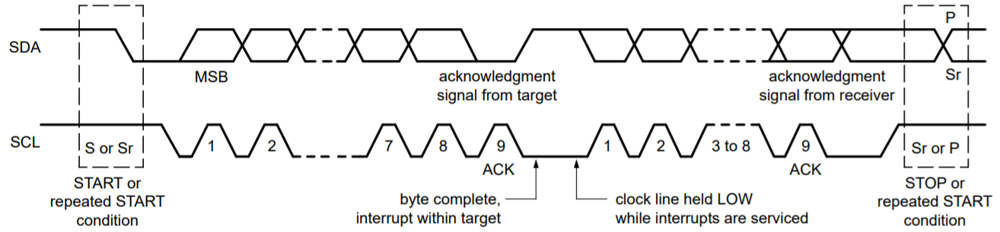 P
SDA
MSB
acknowledgment
signal from target
acknowledgment
signal from receiver
Sr
SCL
S or Sr
1
2
7
8
9
1
2
3 to 8
9
Sr or P
ACK
ACK
START or
repeated START
condition
byte complete,
interrupt within target
clock line held LOW
while interrupts are serviced
STOP or
repeated START
condition